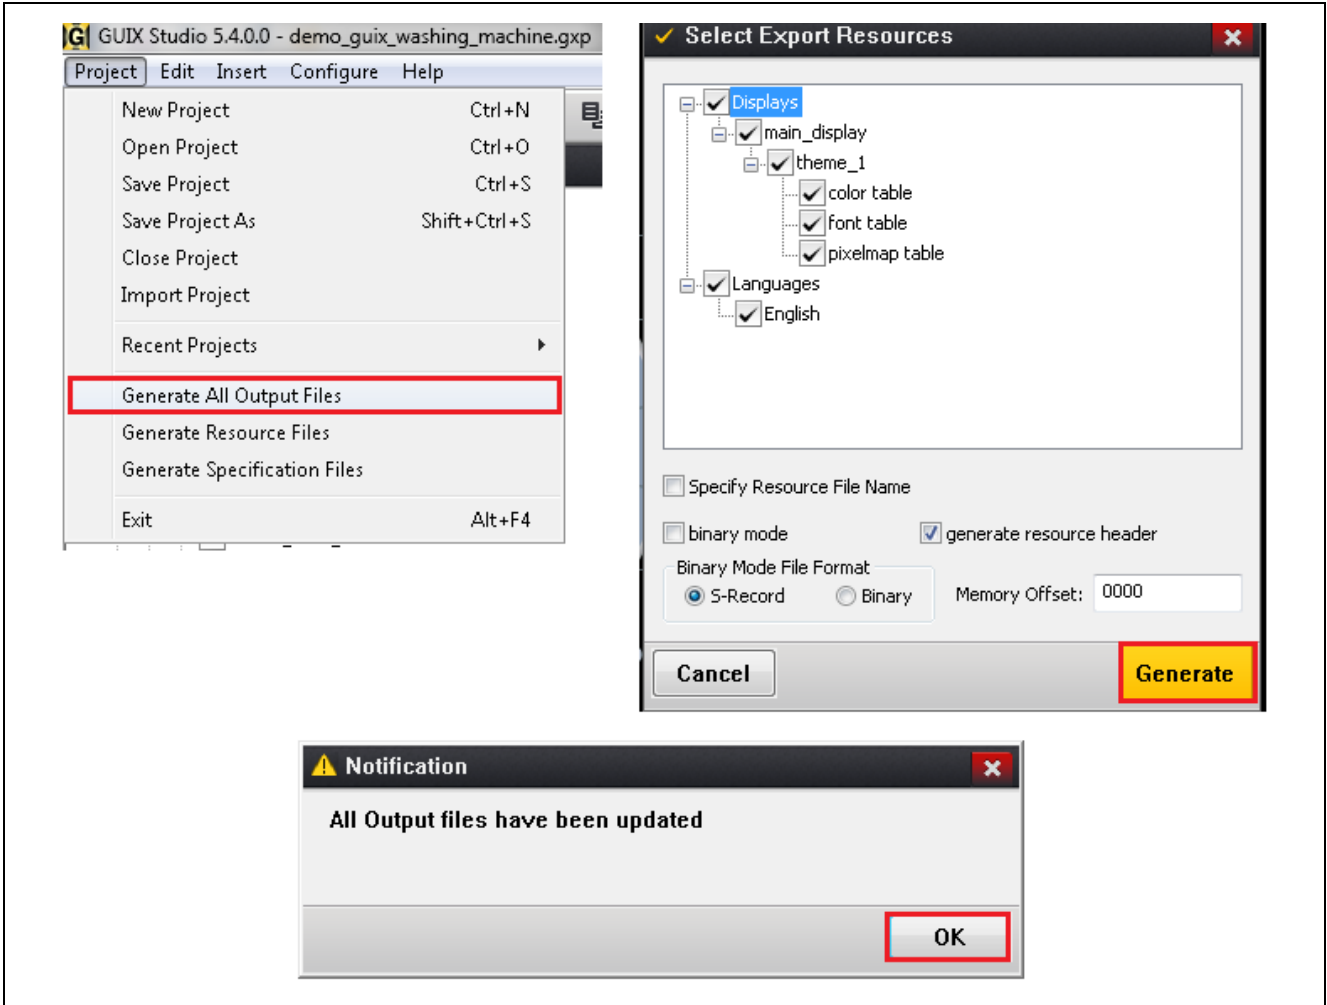 GUIX Studio 5.4.0.0 - demo_guix_washing_machine.gxp
Project Edit Insert Configure Help
New Project Ctrl+N
Open Project Ctrl+O
Save Project Ctrl+S
Save Project As Shift+Ctrl+S
Close Project
Import Project
Recent Projects
Generate All Output Files
Generate Resource Files
Generate Specification Files
Exit Alt+F4
Select Export Resources
Displays
main_display
theme_1
color table
font table
pixelmap table
Languages
English
Specify Resource File Name
binary mode generate resource header
Binary Mode File Format
S-Record Binary Memory Offset: 0000
Cancel Generate
Notification
All Output files have been updated
OK